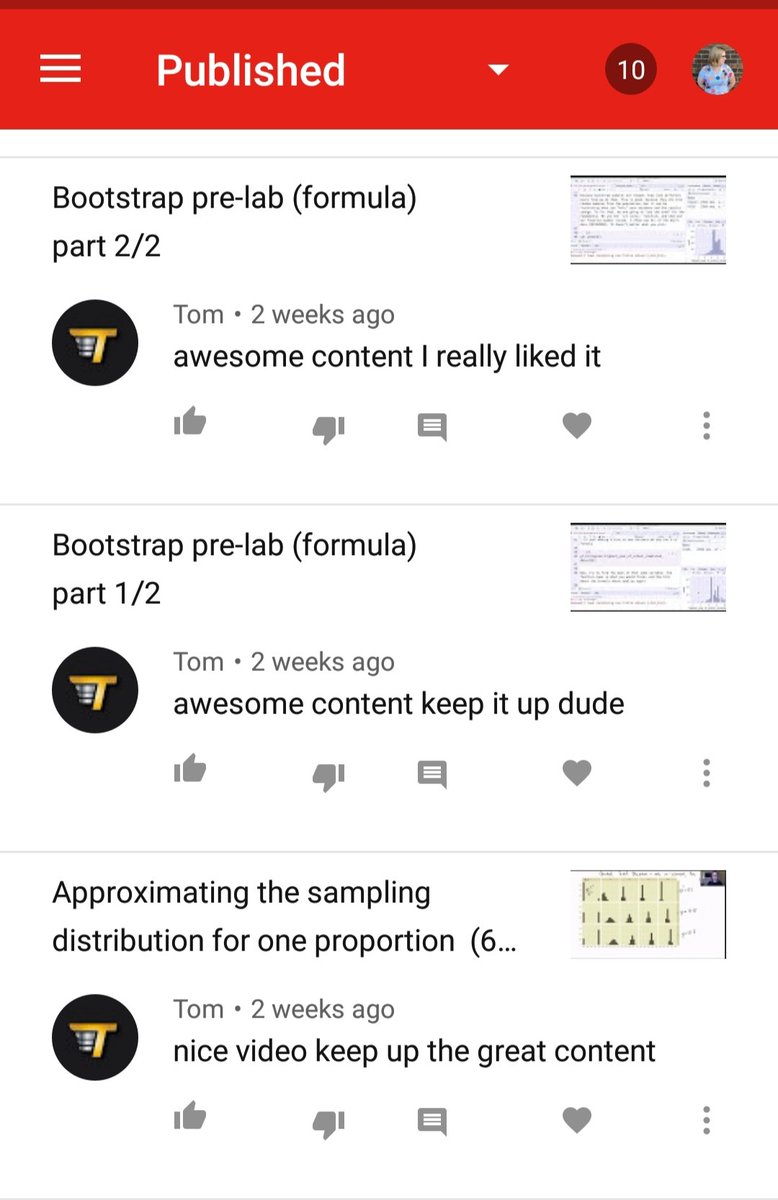 Published
10
Bootstrap pre-lab (formula)
part 2/2
Tom • 2 weeks ago
awesome content I really liked it
Bootstrap pre-lab (formula)
part 1/2
Tom • 2 weeks ago
awesome content keep it up dude
Approximating the sampling
distribution for one proportion (6...
Tom • 2 weeks ago
nice video keep up the great content